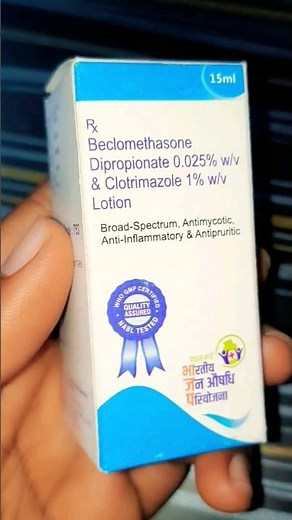 15ml
Rx
Beclomethasone
Dipropionate 0.025% w/v
& Clotrimazole 1% w/v
Lotion
Broad-Spectrum, Antimycotic,
Anti-Inflammatory & Antipruritic
WHO GMP CERTIFIED
QUALITY
ASSURED
NABL TESTED
भारतीय
जन औषधि
परियोजना